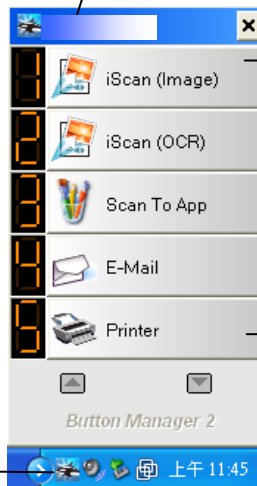 1 iScan (Image)
2 iScan (OCR)
3 Scan To App
4 E-Mail
5 Printer
Button Manager 2
上午 11:45